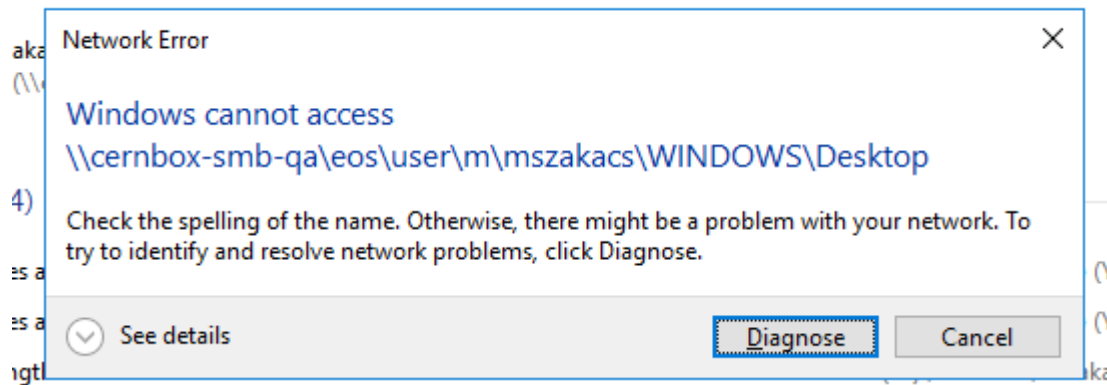 Network Error
Windows cannot access
\\cernbox-smb-qa\eos\user\m\mszakacs\WINDOWS\Desktop
4)
Check the spelling of the name. Otherwise, there might be a problem with your network. To
try to identify and resolve network problems, click Diagnose.
See details
Diagnose
Cancel